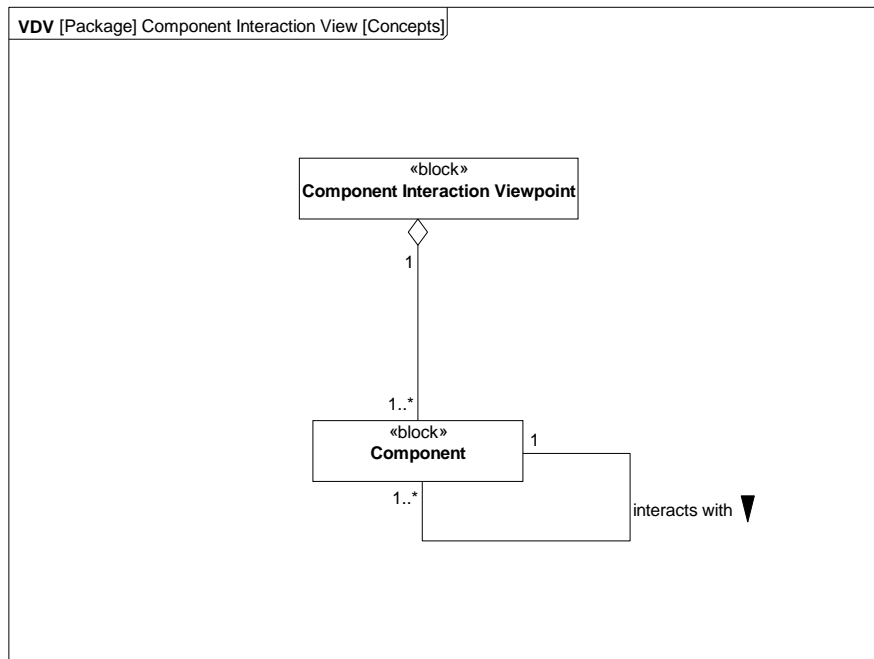 VDV [Package] Component Interaction View [Concepts]
«block»
Component Interaction Viewpoint
1
1..*
«block»
Component
1
1..*
interacts with